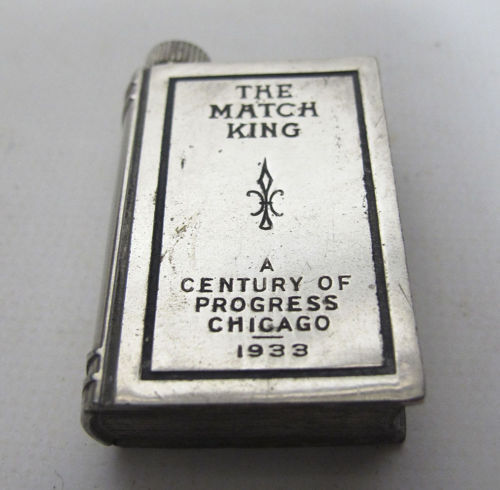 THE
MATCH
KING
A
CENTURY OF
PROGRESS
CHICAGO
1933